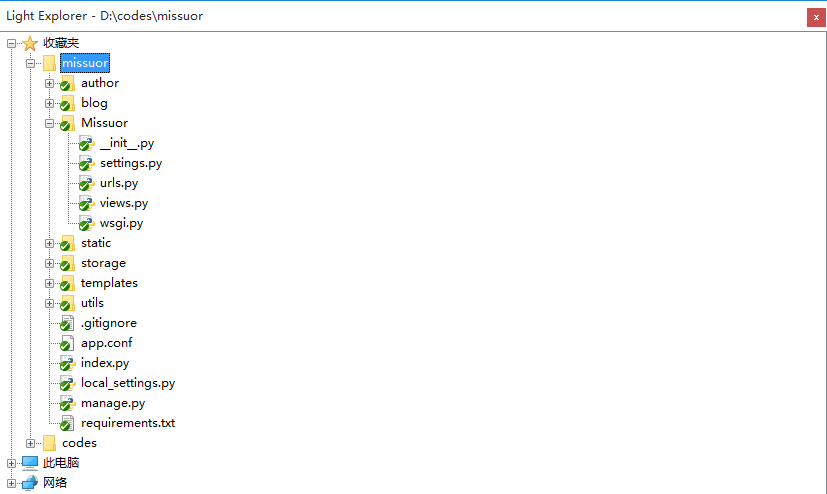 Light Explorer - D:\codes\missuor
x
收藏夹
missuor
author
blog
Missuor
__init__.py
settings.py
urls.py
views.py
wsgi.py
static
storage
templates
utils
.gitignore
app.conf
index.py
local_settings.py
manage.py
requirements.txt
codes
此电脑
网络